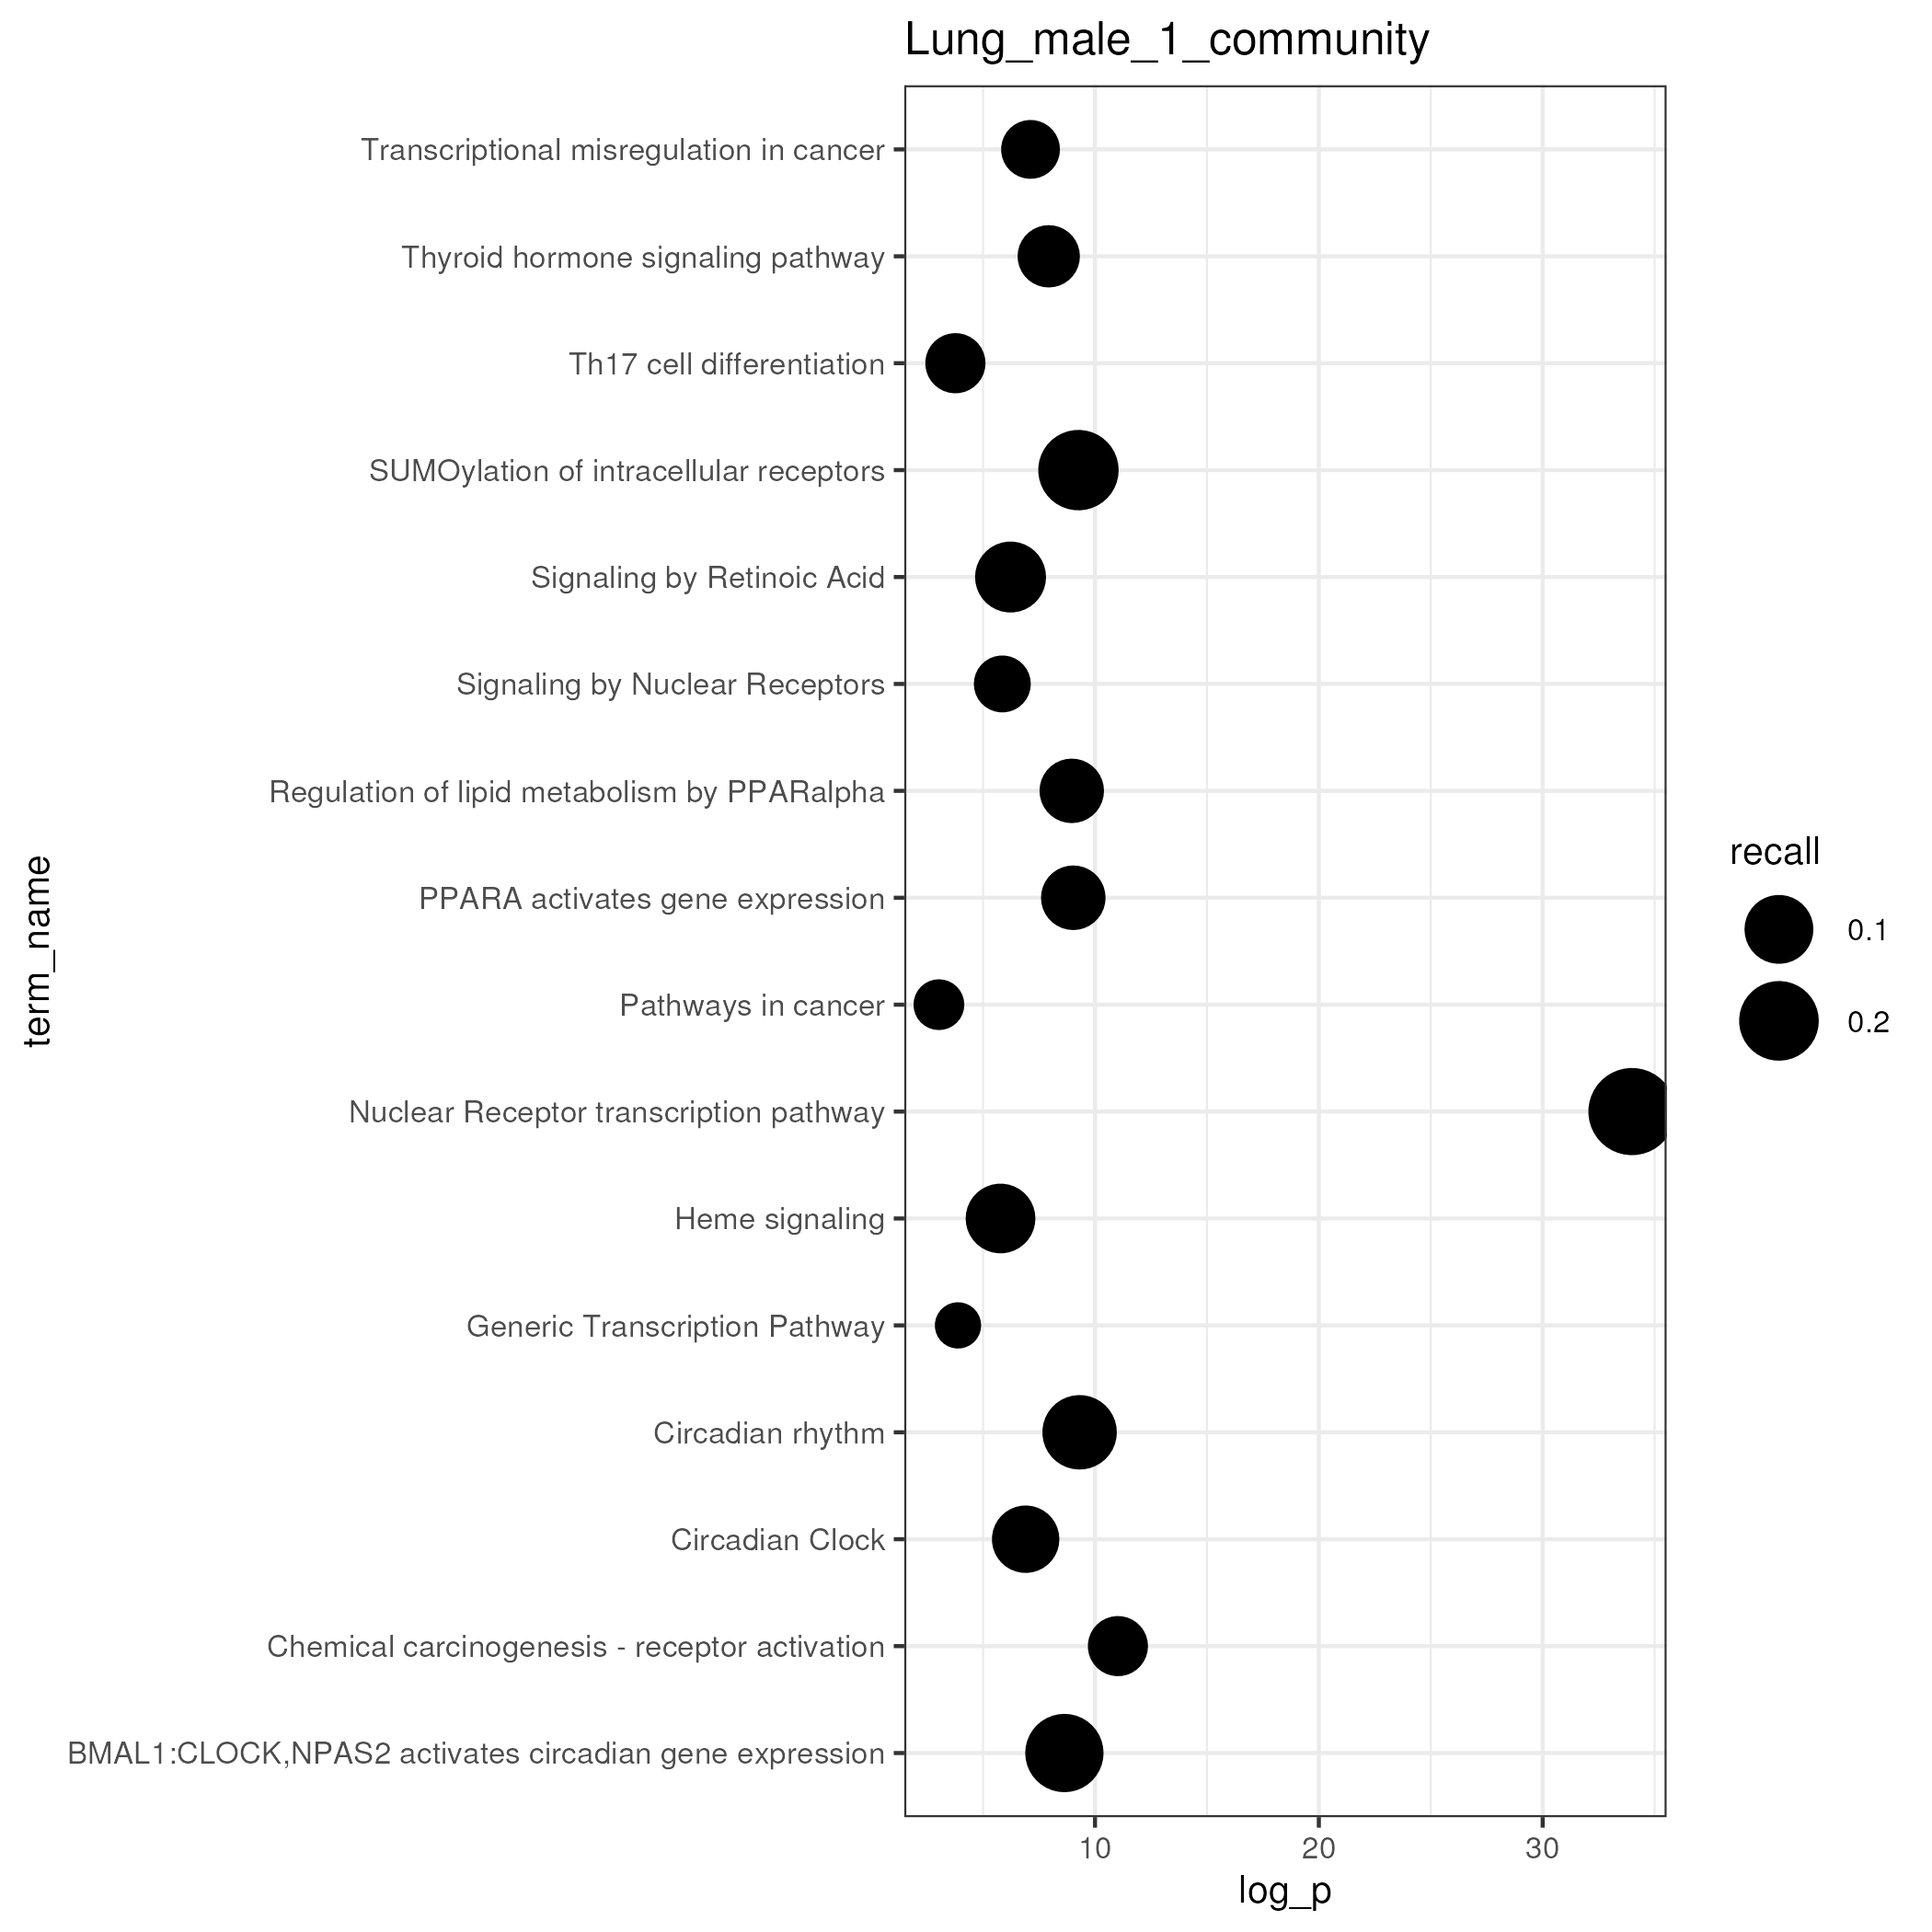 Lung_male_1_community
Transcriptional misregulation in cancer
Thyroid hormone signaling pathway
Th17 cell differentiation
SUMOylation of intracellular receptors
Signaling by Retinoic Acid
Signaling by Nuclear Receptors
Regulation of lipid metabolism by PPARalpha
PPARA activates gene expression
Pathways in cancer
Nuclear Receptor transcription pathway
Heme signaling
Generic Transcription Pathway
Circadian rhythm
Circadian Clock
Chemical carcinogenesis - receptor activation
BMAL1:CLOCK,NPAS2 activates circadian gene expression
term_name
10 20 30
log_p
recall
0.1
0.2